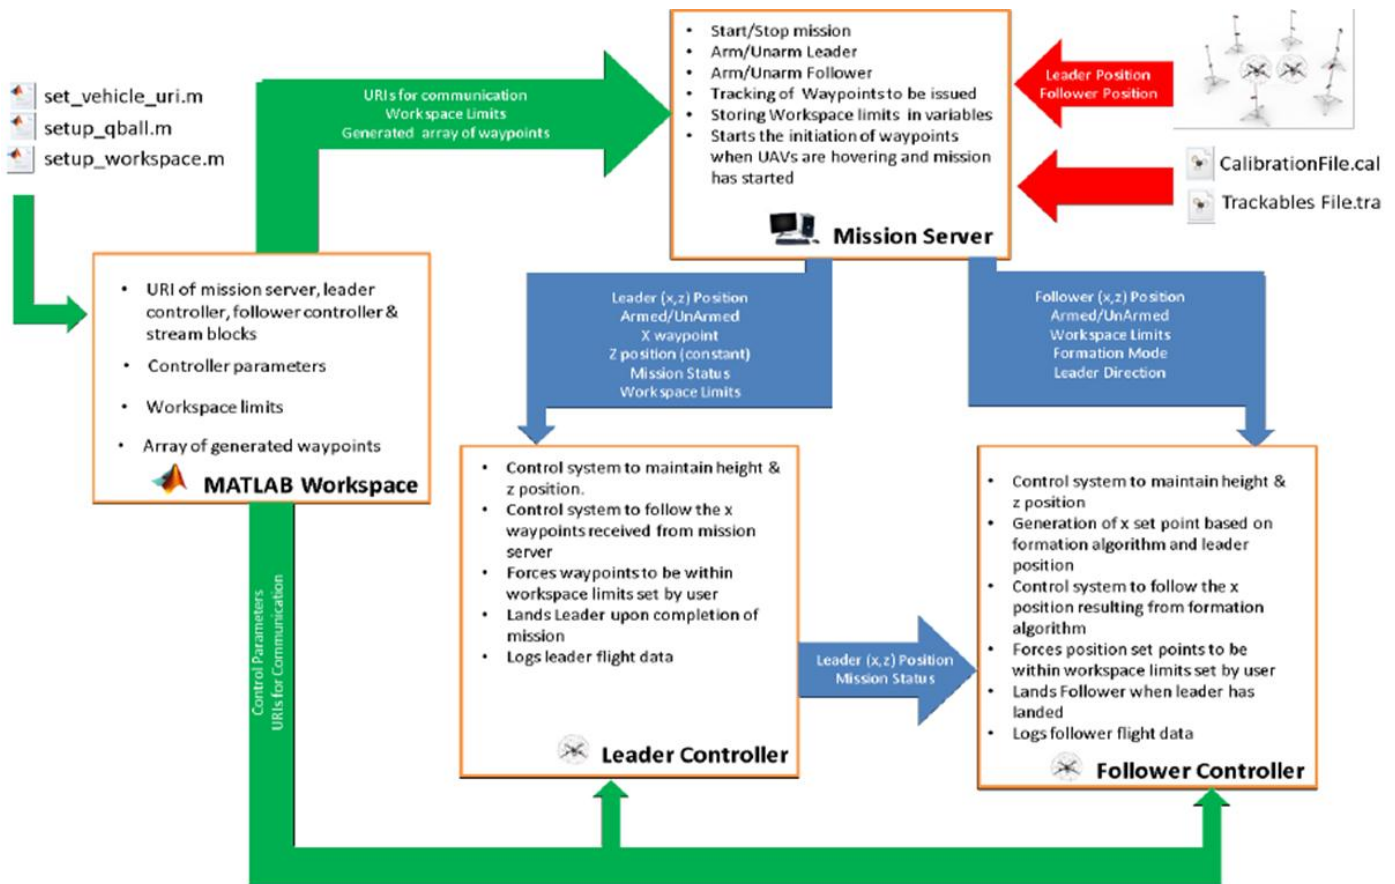 set_vehicle_uri.m
setup_qball.m
setup_workspace.m
URIs for communication
Workspace Limits
Generated array of waypoints
• Start/Stop mission
• Arm/Unarm Leader
• Arm/Unarm Follower
• Tracking of Waypoints to be issued
• Storing Workspace limits in variables
• Starts the initiation of waypoints
when UAVs are hovering and mission
has started
Mission Server
Leader Position
Follower Position
CalibrationFile.cal
Trackables File.tra
• URI of mission server, leader
controller, follower controller &
stream blocks
• Controller parameters
• Workspace limits
• Array of generated waypoints
MATLAB Workspace
Leader (x,z) Position
Armed/UnArmed
X waypoint
Z position (constant)
Mission Status
Workspace Limits
Follower (x,z) Position
Armed/UnArmed
Workspace Limits
Formation Mode
Leader Direction
• Control system to maintain height &
z position.
• Control system to follow the x
waypoints received from mission
server
• Forces waypoints to be within
workspace limits set by user
• Lands Leader upon completion of
mission
• Logs leader flight data
Leader Controller
Leader (x,z) Position
Mission Status
• Control system to maintain height &
z position
• Generation of x set point based on
formation algorithm and leader
position
• Control system to follow the x
position resulting from formation
algorithm
• Forces position set points to be
within workspace limits set by user
• Lands Follower when leader has
landed
• Logs follower flight data
Follower Controller
Control Parameters
URIs for Communication